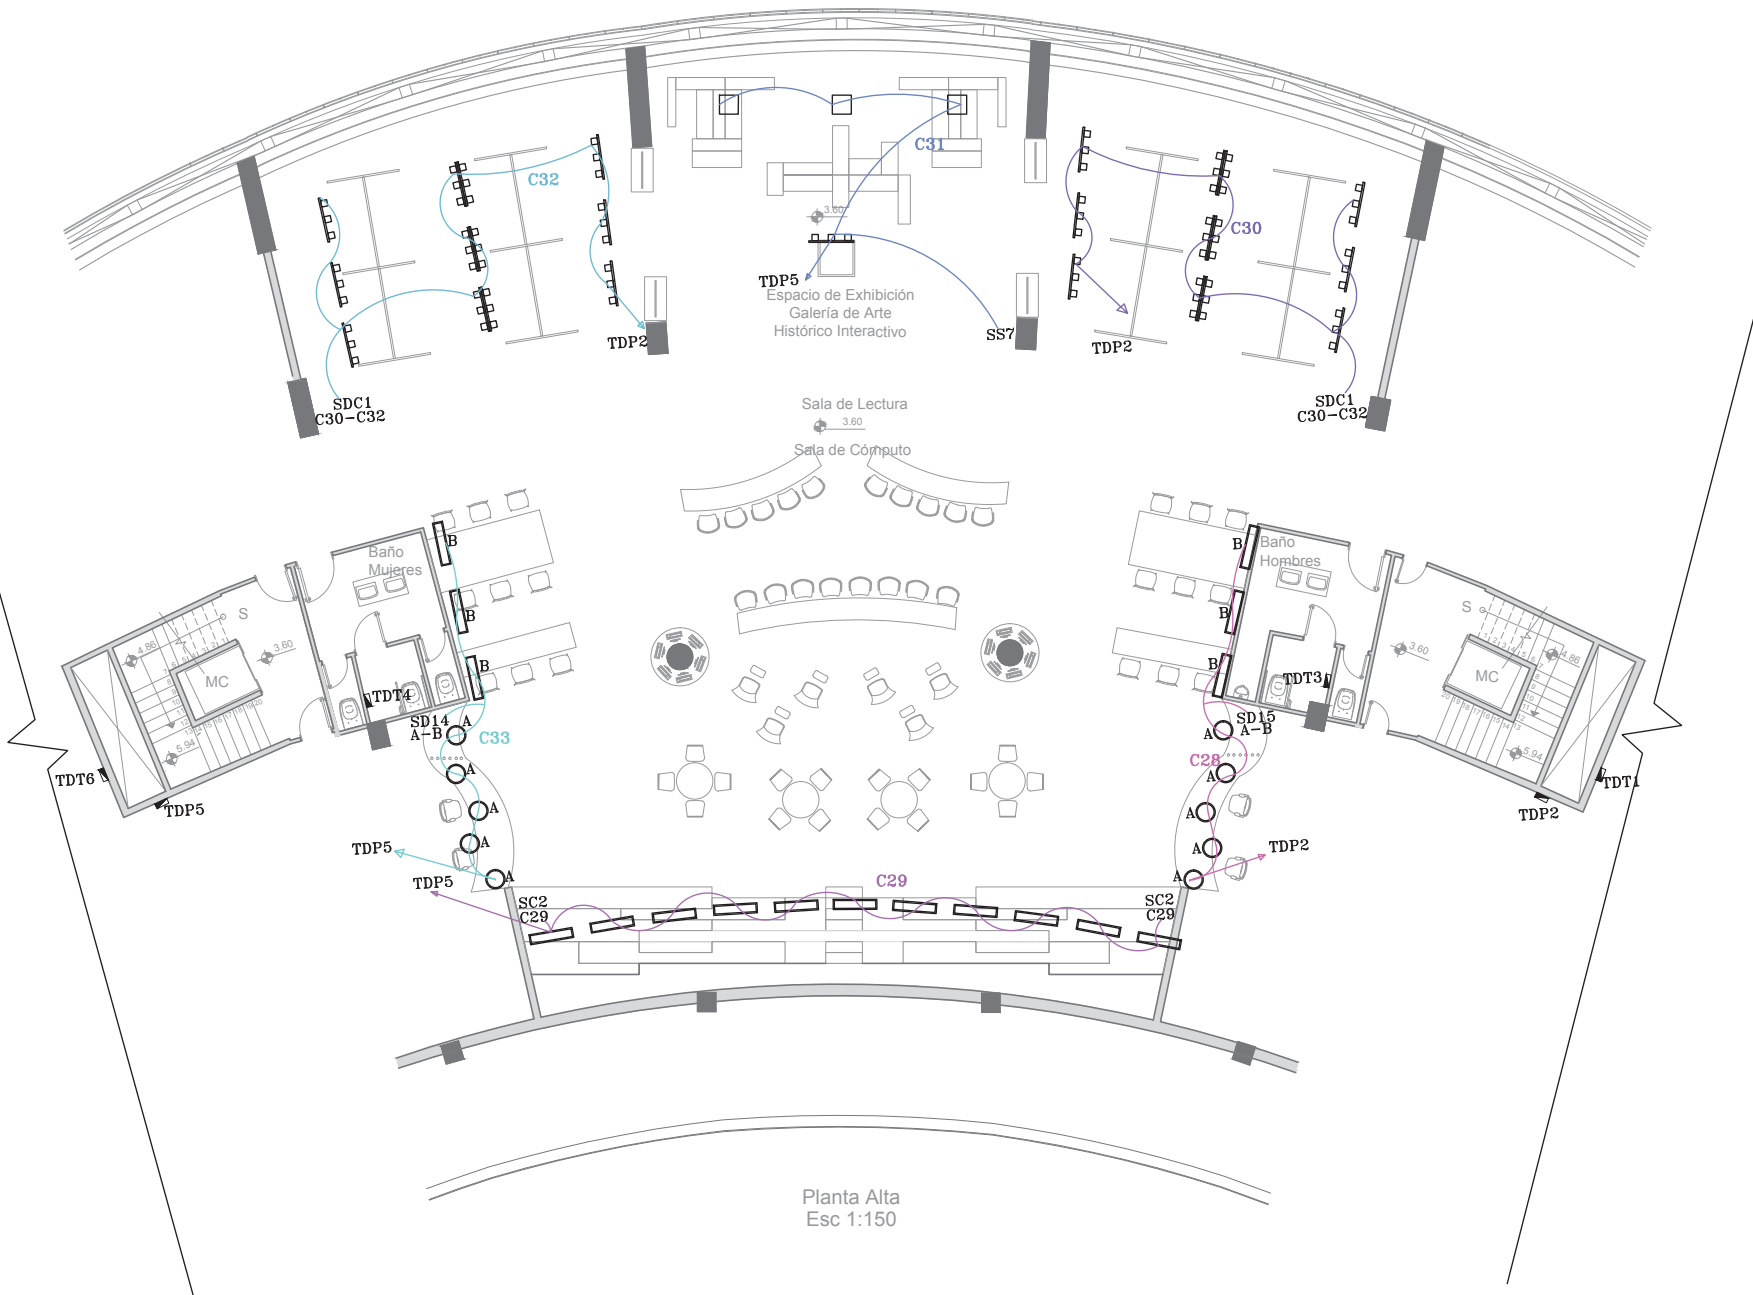 C32
C31
C30
3.60
TDP5
Espacio de Exhibición
Galería de Arte
Histórico Interactivo
TDP2
SS7
TDP2
SDC1
C30-C32
SDC1
C30-C32
Sala de Lectura
3.60
Sala de Cómputo
B
Baño
Mujeres
B
Baño
Hombres
B
B
S
S
4.86
3.60
3.60
4.86
B
B
MC
MC
TDT4
TDT3
SD14
A-B
A
SD15
A-B
A
C33
5.94
5.94
C28
TDT6
A
A
TDT1
TDP5
A
A
TDP2
TDP5
A
A
TDP2
TDP5
A
A
C29
SC2
C29
SC2
C29
Planta Alta
Esc 1:150